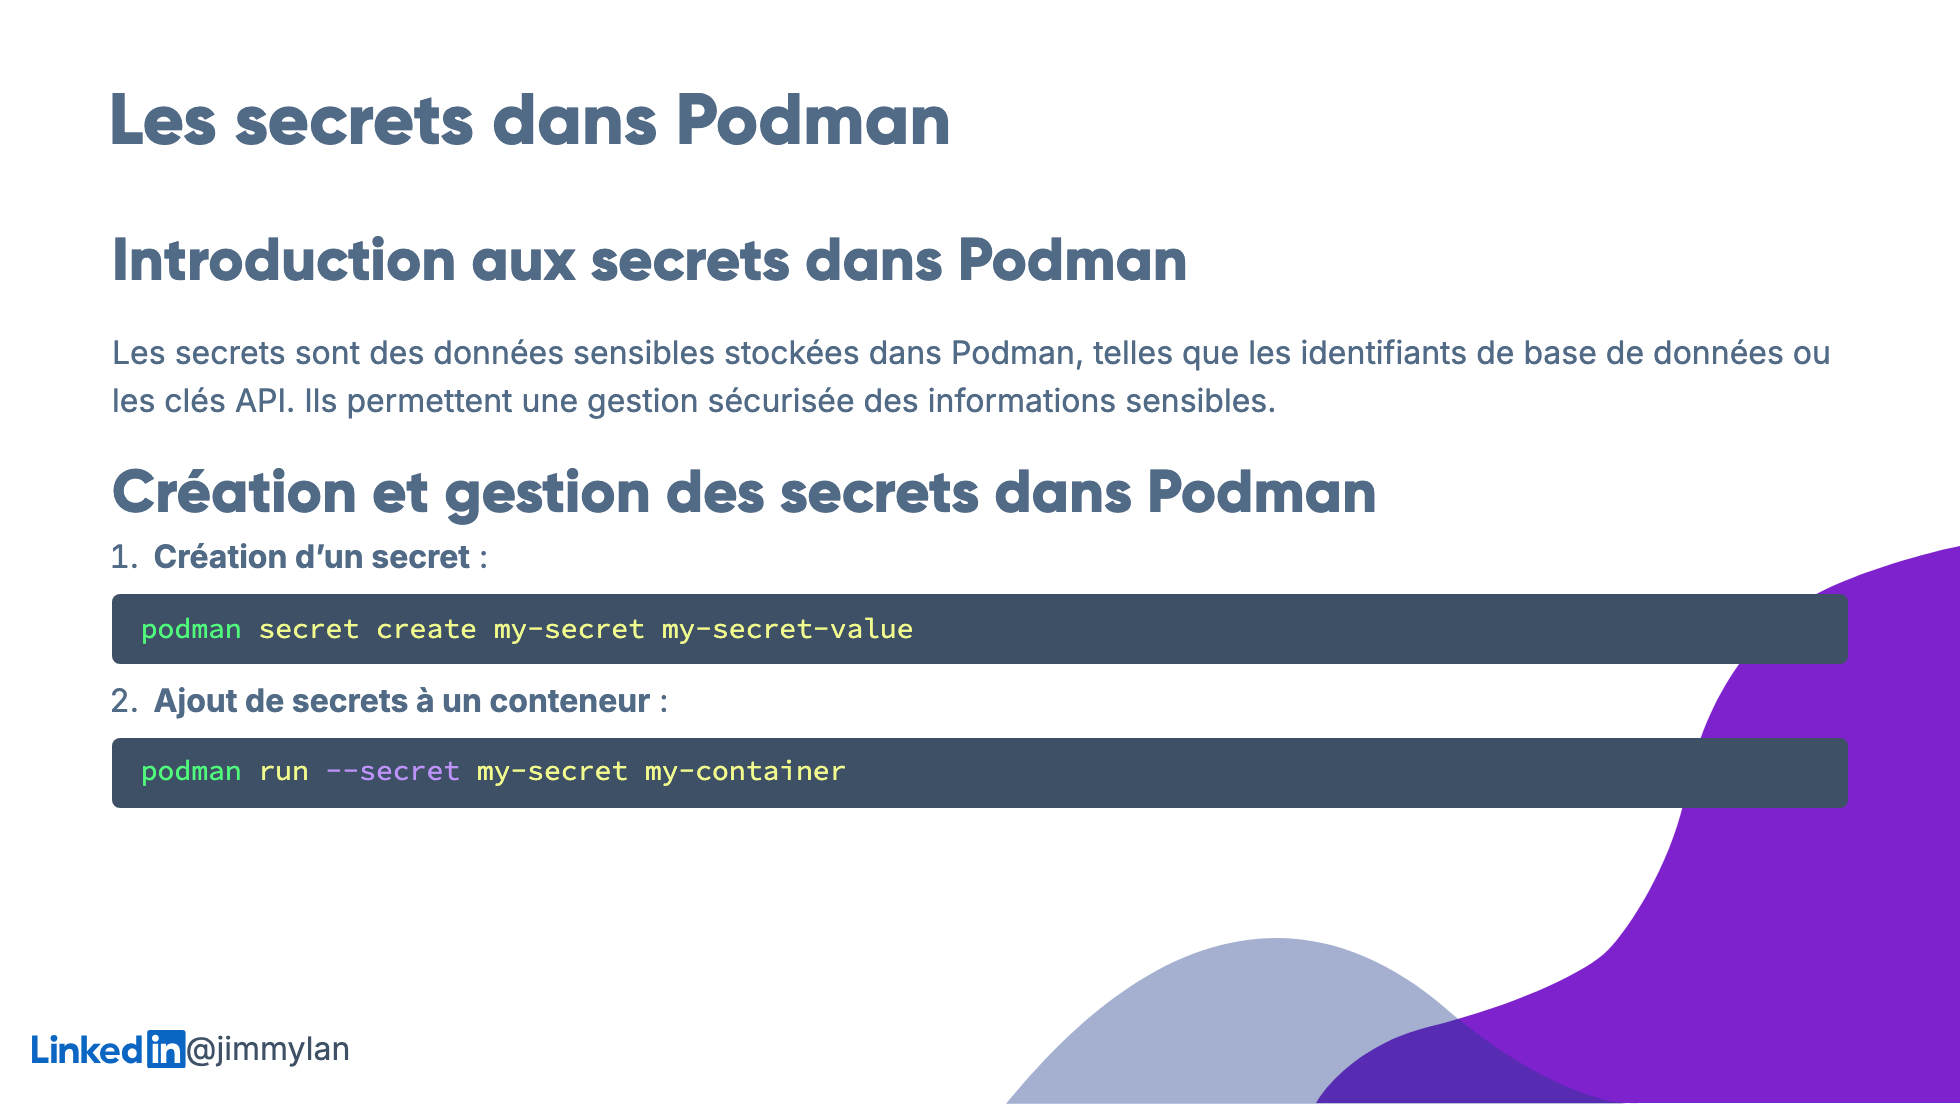 Les secrets dans Podman
Introduction aux secrets dans Podman
Les secrets sont des données sensibles stockées dans Podman, telles que les identifiants de base de données ou
les clés API. Ils permettent une gestion sécurisée des informations sensibles.
Création et gestion des secrets dans Podman
1. Création d’un secret :
podman secret create my-secret my-secret-value
2. Ajout de secrets à un conteneur :
podman run --secret my-secret my-container
LinkedIn@jimmylan